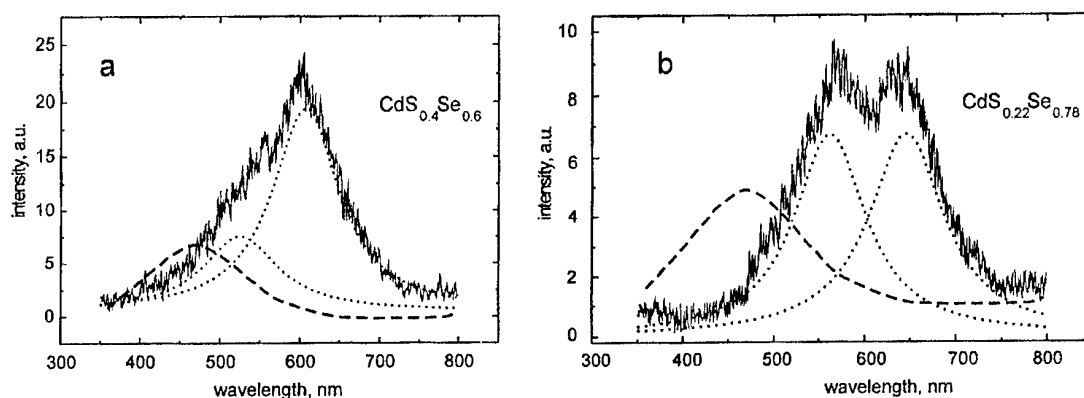 a
CdS0.4Se0.6
intensity, a.u.
25
20
15
10
5
0
300 400 500 600 700 800
wavelength, nm
b
CdS0.22Se0.78
intensity, a.u.
10
8
6
4
2
0
300 400 500 600 700 800
wavelength, nm